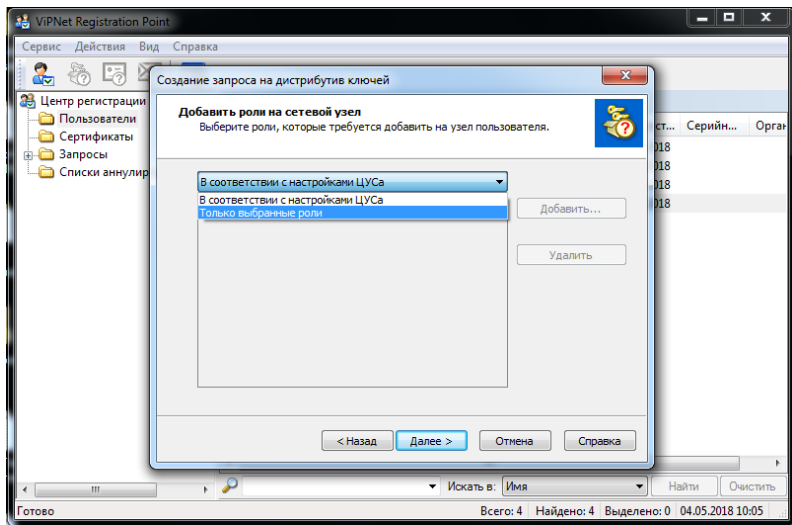 ViPNet Registration Point
Сервис Действия Вид Справка
Создание запроса на дистрибутив ключей
Центр регистрации
Пользователи
Сертификаты
Запросы
Списки аннулир
Добавить роли на сетевой узел
Выберите роли, которые требуется добавить на узел пользователя.
ст... Серийн... Орган
018
018
018
018
В соответствии с настройками ЦУСа
В соответствии с настройками ЦУСа
Только выбранные роли
Добавить...
Удалить
< Назад Далее > Отмена Справка
Искать в: Имя Найти Очистить
Готово Всего: 4 Найдено: 4 Выделено: 0 04.05.2018 10:05